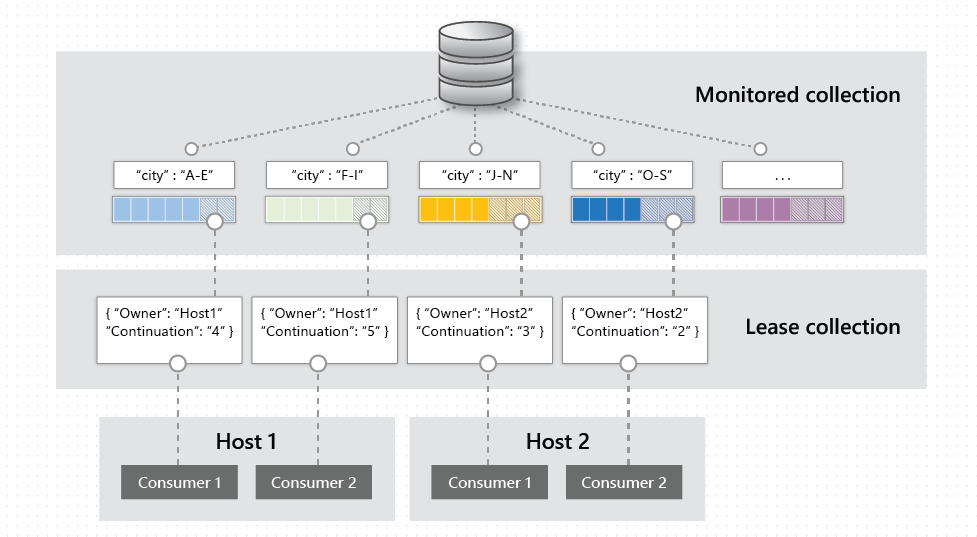 Monitored collection
“city” : “A-E”
“city” : “F-I”
“city” : “J-N”
“city” : “O-S”
...
{ “Owner”: “Host1”
“Continuation”: “4” }
{ “Owner”: “Host1”
“Continuation”: “5” }
{ “Owner”: “Host2”
“Continuation”: “3” }
{ “Owner”: “Host2”
“Continuation”: “2” }
Lease collection
Host 1
Consumer 1
Consumer 2
Host 2
Consumer 1
Consumer 2